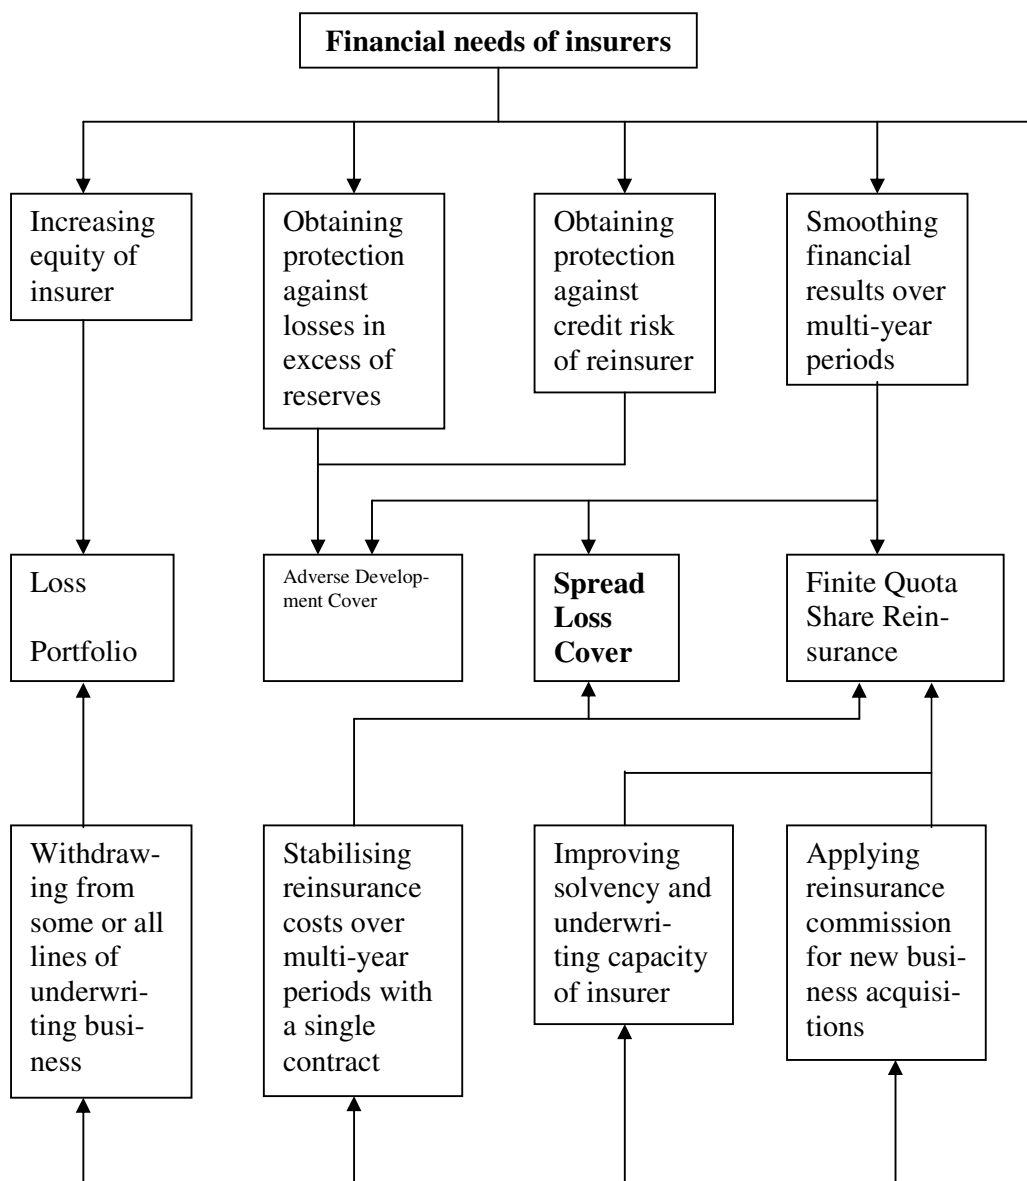 Financial needs of insurers
Increasing
equity of
insurer
Obtaining
protection
against
losses in
excess of
reserves
Obtaining
protection
against
credit risk
of reinsurer
Smoothing
financial
results over
multi-year
periods
Loss
Portfolio
Adverse Develop-
ment Cover
Spread
Loss
Cover
Finite Quota
Share Rein-
surance
Withdraw-
ing from
some or all
lines of
underwri-
ting busi-
ness
Stabilising
reinsurance
costs over
multi-year
periods with
a single
contract
Improving
solvency and
underwri-
ting capacity
of insurer
Applying
reinsurance
commission
for new busi-
ness acquisi-
tions